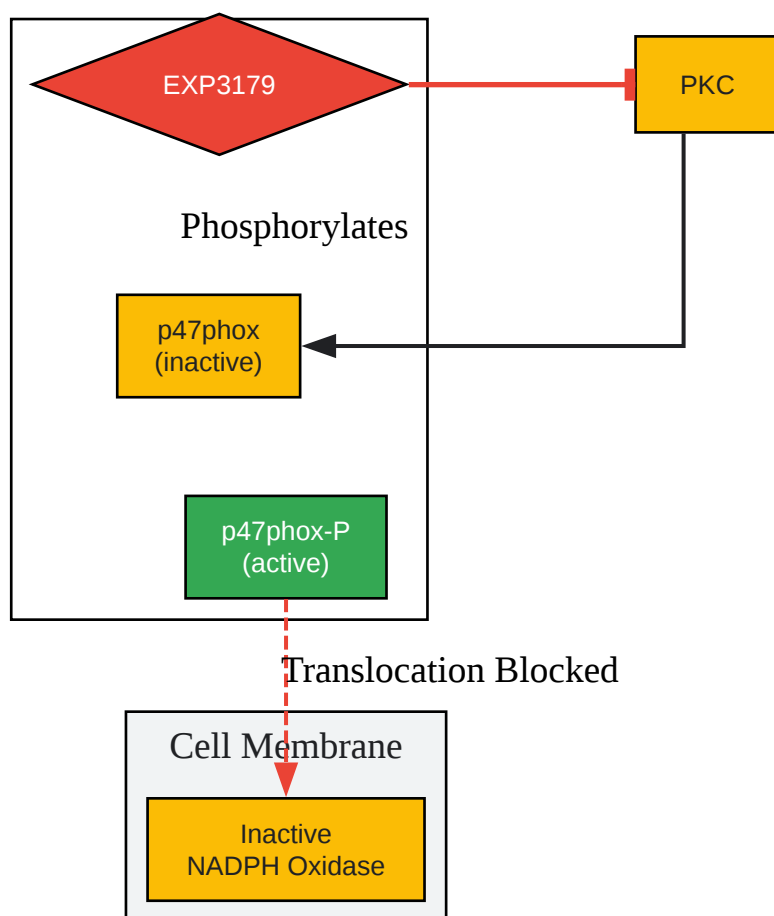 EXP3179
PKC
Phosphorylates
p47phox
(inactive)
p47phox-P
(active)
Translocation Blocked
Cell Membrane
Inactive
NADPH Oxidase